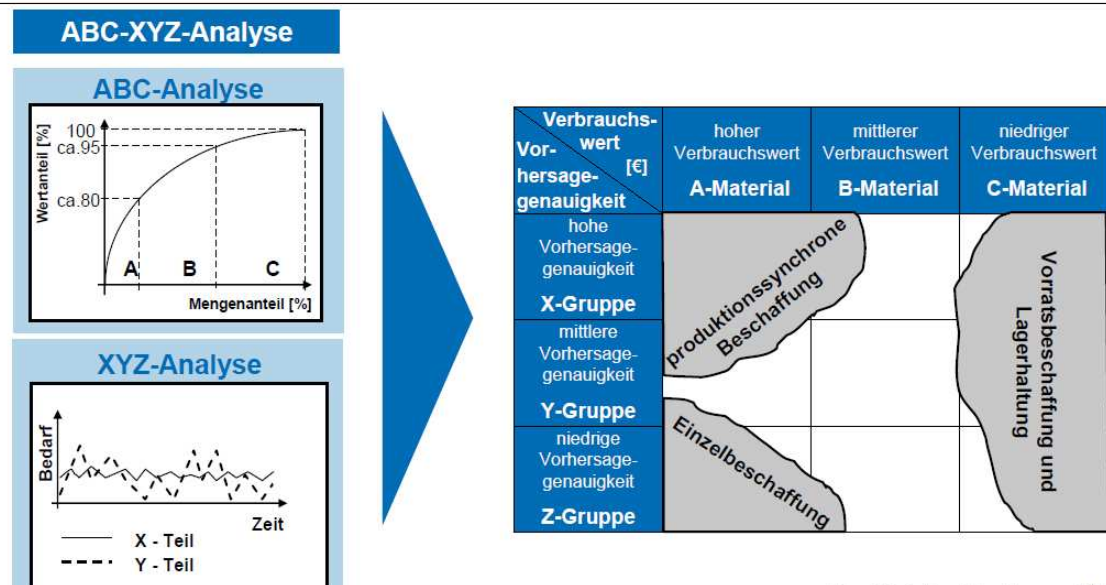 ABC-XYZ-Analyse
ABC-Analyse
Wertanteil [%]
100
ca.95
ca.80
A
B
C
Mengenanteil [%]
XYZ-Analyse
Bedarf
Zeit
X - Teil
Y - Teil
Verbrauchs-
wert
[€]
Vor-
hersage-
genauigkeit
hoher
Verbrauchswert
A-Material
mittlerer
Verbrauchswert
B-Material
niedriger
Verbrauchswert
C-Material
hohe
Vorhersage-
genauigkeit
X-Gruppe
mittlere
Vorhersage-
genauigkeit
Y-Gruppe
niedrige
Vorhersage-
genauigkeit
Z-Gruppe
produktionssynchrone
Beschaffung
Einzelbeschaffung
Vorratsbeschaffung und
Lagerhaltung